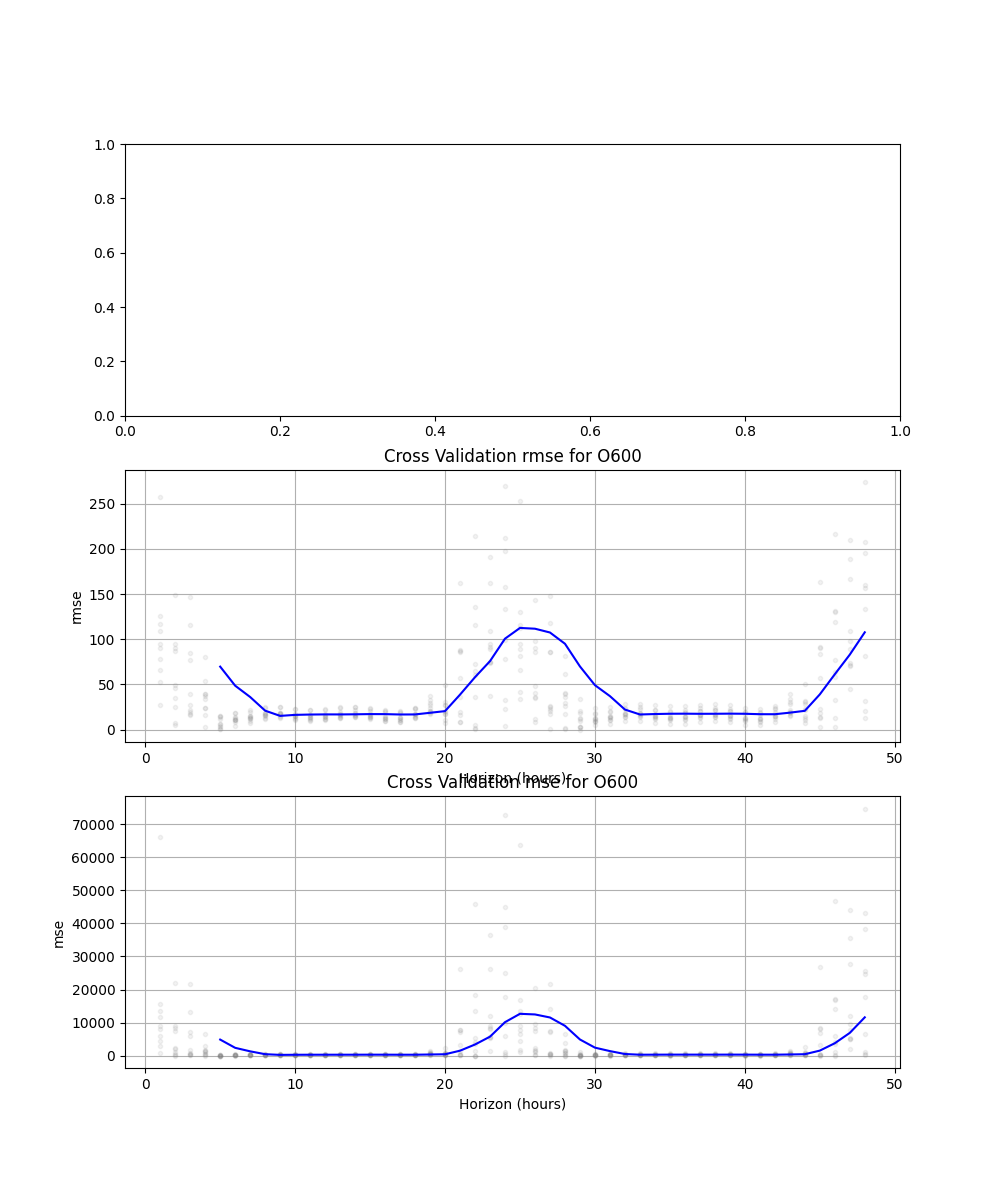 1.0
0.8
0.6
0.4
0.2
0.0
0.0 0.2 0.4 0.6 0.8 1.0
Cross Validation rmse for O600
250
200
150
100
50
0
rmse
0 10 20 30 40 50
Horizon (hours)
Cross Validation mse for O600
70000
60000
50000
40000
30000
20000
10000
0
mse
0 10 20 30 40 50
Horizon (hours)